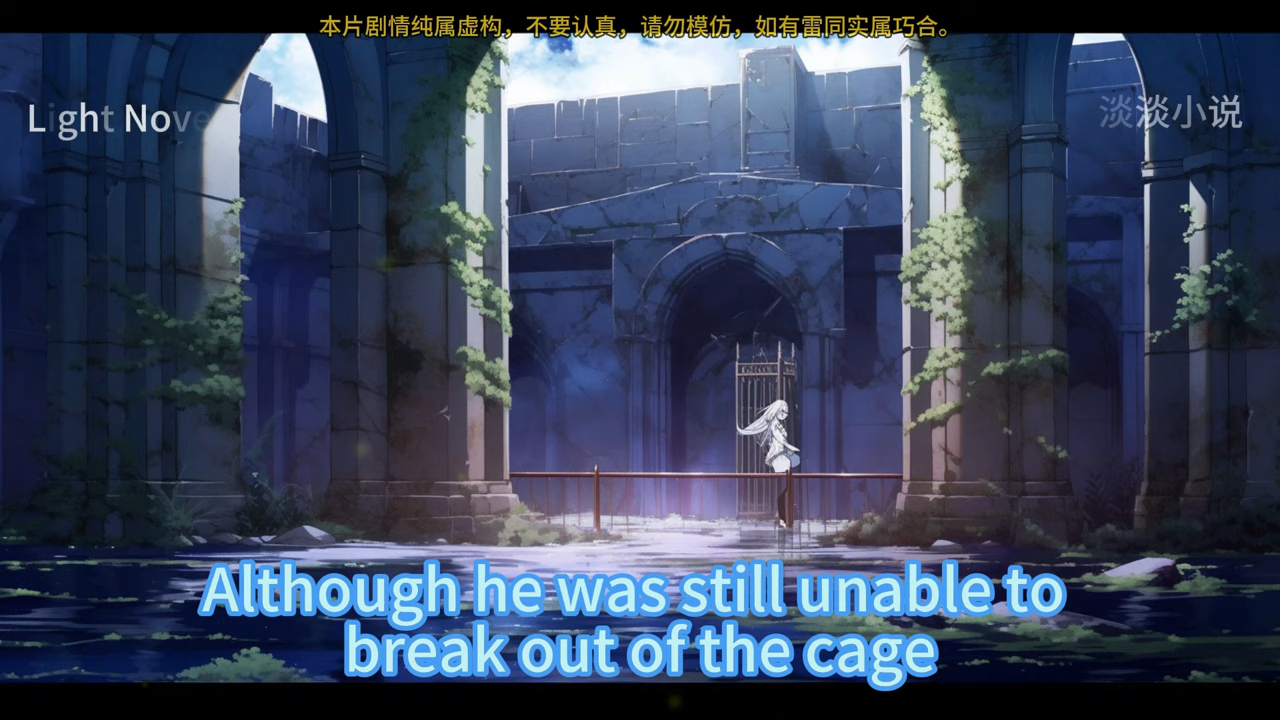 本片剧情纯属虚构，不要认真，请勿模仿，如有雷同实属巧合。
Light Nove
淡淡小说
Although he was still unable to
break out of the cage